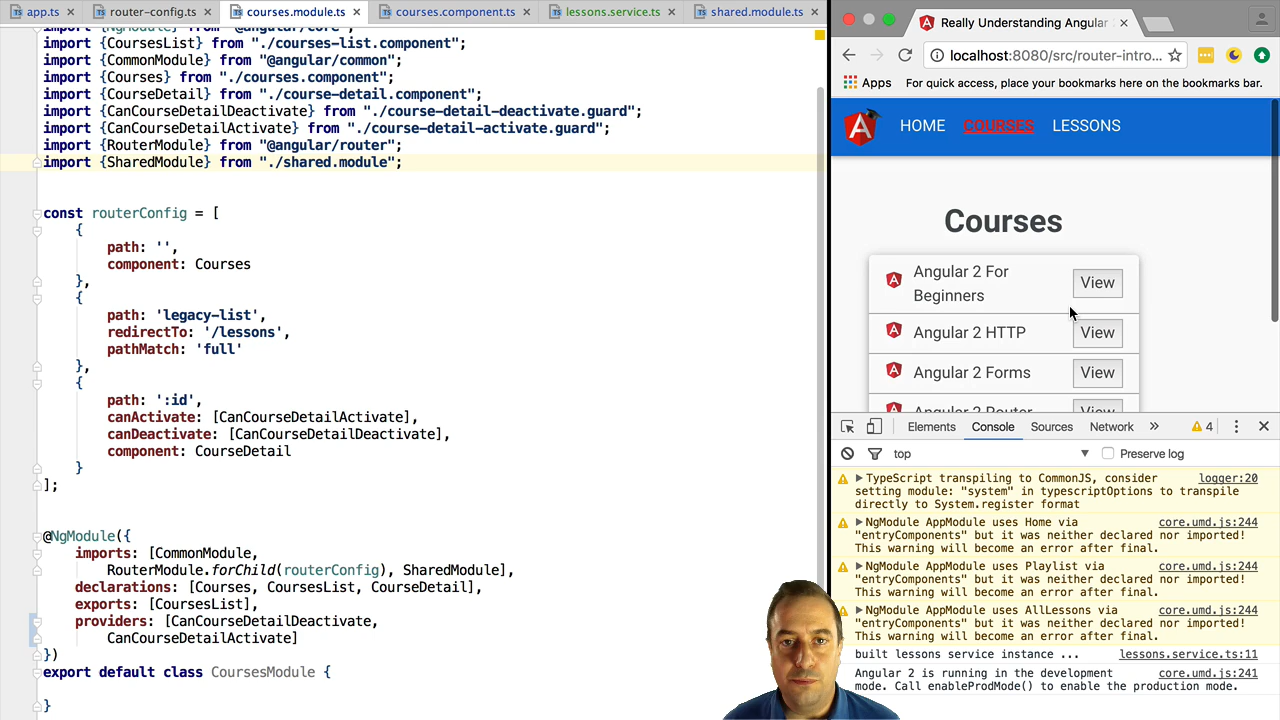 app.ts
router-config.ts
courses.module.ts
courses.component.ts
lessons.service.ts
shared.module.ts
import {NgModule} from "@angular/core";
import {CoursesList} from "./courses-list.component";
import {CommonModule} from "@angular/common";
import {Courses} from "./courses.component";
import {CourseDetail} from "./course-detail.component";
import {CanCourseDetailDeactivate} from "./course-detail-deactivate.guard";
import {CanCourseDetailActivate} from "./course-detail-activate.guard";
import {RouterModule} from "@angular/router";
import {SharedModule} from "./shared.module";
const routerConfig = [
{
path: '',
component: Courses
},
{
path: 'legacy-list',
redirectTo: '/lessons',
pathMatch: 'full'
},
{
path: ':id',
canActivate: [CanCourseDetailActivate],
canDeactivate: [CanCourseDetailDeactivate],
component: CourseDetail
}
];
@NgModule({
imports: [CommonModule,
RouterModule.forChild(routerConfig), SharedModule],
declarations: [Courses, CoursesList, CourseDetail],
exports: [CoursesList],
providers: [CanCourseDetailDeactivate,
CanCourseDetailActivate]
})
export default class CoursesModule {
}
Really Understanding Angular
localhost:8080/src/router-intro...
Apps
For quick access, place your bookmarks here on the bookmarks bar.
HOME COURSES LESSONS
Courses
Angular 2 For
Beginners
View
Angular 2 HTTP
View
Angular 2 Forms
View
Angular 2 Router
View
Elements Console Sources Network » 4
top
Preserve log
TypeScript transpiling to CommonJS, consider logger:20
setting module: "system" in typescriptOptions to transpile
directly to System.register format
NgModule AppModule uses Home via core.umd.js:244
"entryComponents" but it was neither declared nor imported!
This warning will become an error after final.
NgModule AppModule uses Playlist via core.umd.js:244
"entryComponents" but it was neither declared nor imported!
This warning will become an error after final.
NgModule AppModule uses AllLessons via core.umd.js:244
"entryComponents" but it was neither declared nor imported!
This warning will become an error after final.
built lessons service instance ... lessons.service.ts:11
Angular 2 is running in the development core.umd.js:241
mode. Call enableProdMode() to enable the production mode.